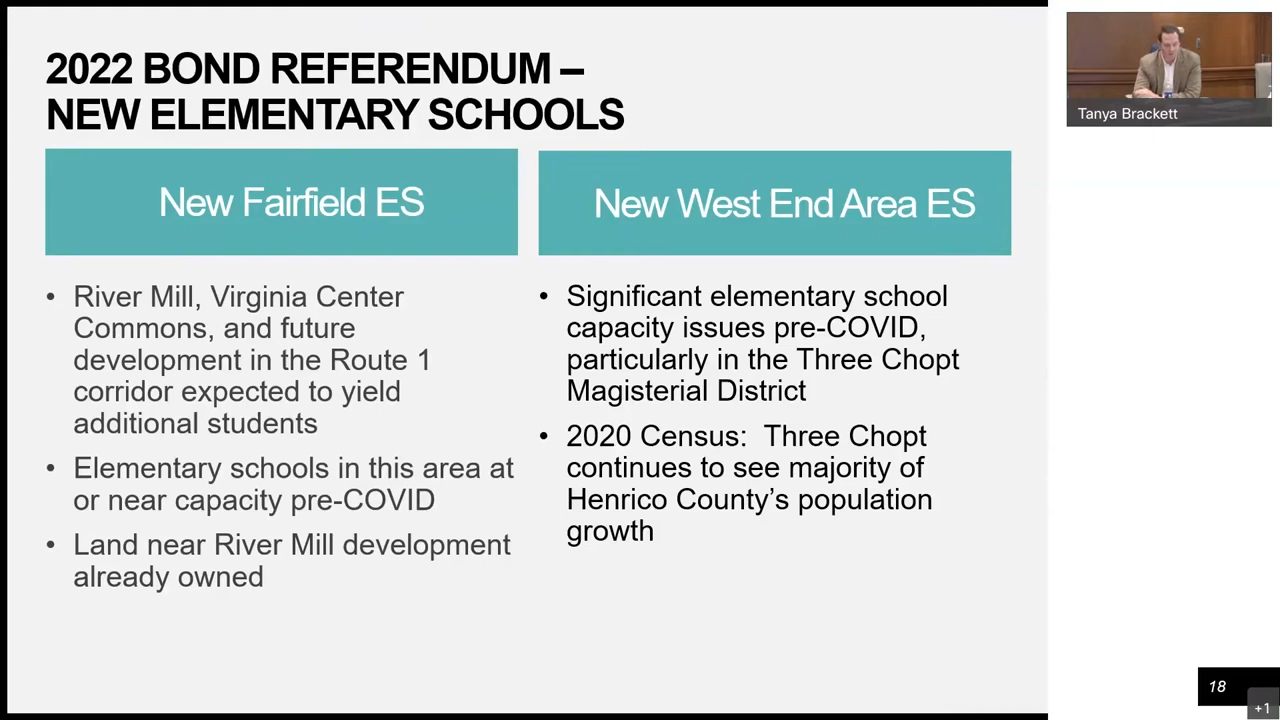 2022 BOND REFERENDUM –
NEW ELEMENTARY SCHOOLS
New Fairfield ES
• River Mill, Virginia Center
Commons, and future
development in the Route 1
corridor expected to yield
additional students
• Elementary schools in this area at
or near capacity pre-COVID
• Land near River Mill development
already owned
New West End Area ES
• Significant elementary school
capacity issues pre-COVID,
particularly in the Three Chopt
Magisterial District
• 2020 Census:  Three Chopt
continues to see majority of
Henrico County’s population
growth
Tanya Brackett
18
+1